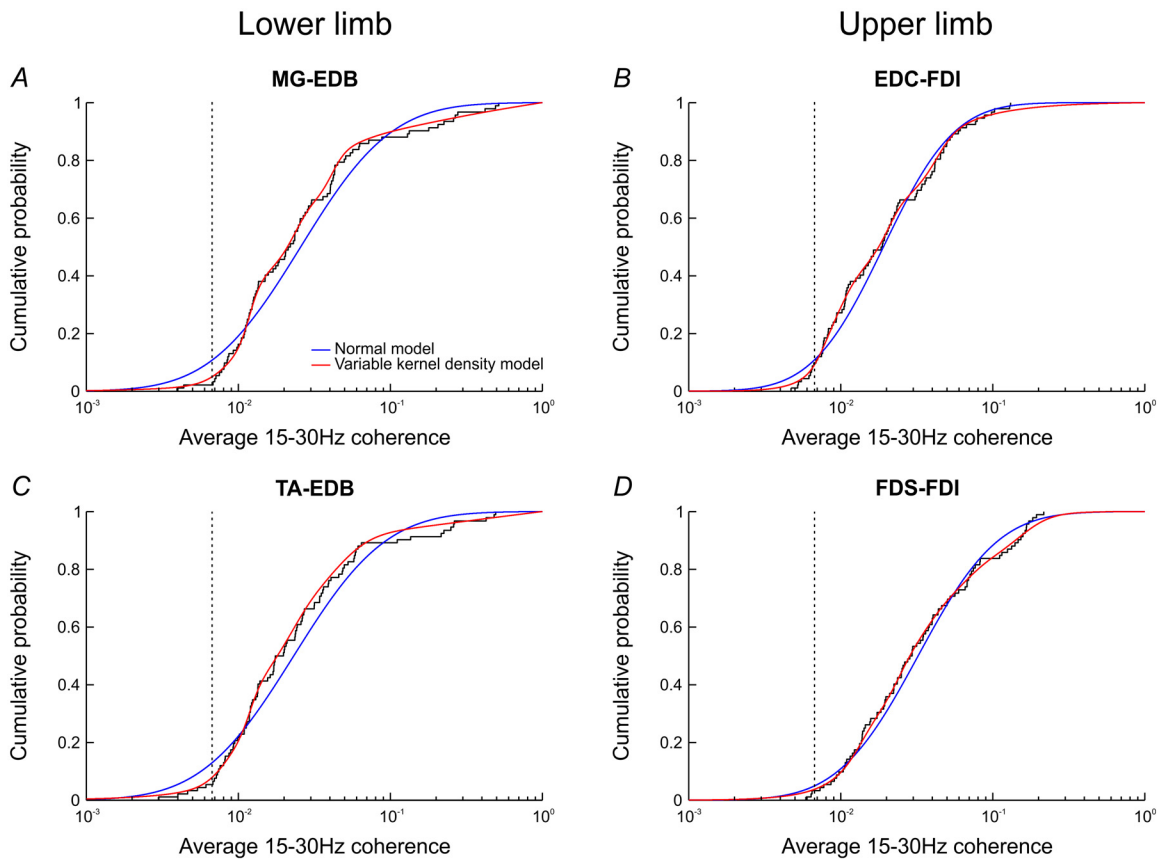 Lower limb
Upper limb
A
MG-EDB
Cumulative probability
1
0.8
0.6
0.4
0.2
0
Normal model
Variable kernel density model
10-3
10-2
10-1
100
Average 15-30Hz coherence
B
EDC-FDI
Cumulative probability
1
0.8
0.6
0.4
0.2
0
10-3
10-2
10-1
100
Average 15-30Hz coherence
C
TA-EDB
Cumulative probability
1
0.8
0.6
0.4
0.2
0
10-3
10-2
10-1
100
Average 15-30Hz coherence
D
FDS-FDI
Cumulative probability
1
0.8
0.6
0.4
0.2
0
10-3
10-2
10-1
100
Average 15-30Hz coherence